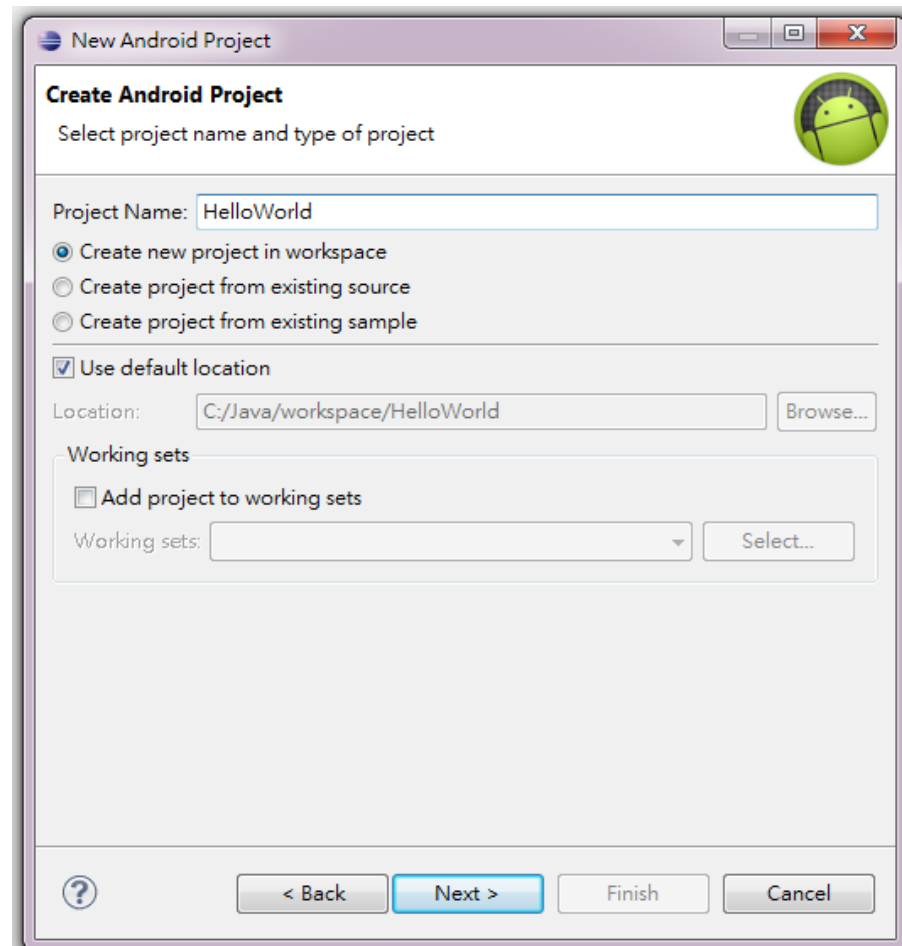 New Android Project
Create Android Project
Select project name and type of project
Project Name: HelloWorld
Create new project in workspace
Create project from existing source
Create project from existing sample
Use default location
Location: C:/Java/workspace/HelloWorld Browse...
Working sets
Add project to working sets
Working sets: Select...
? < Back Next > Finish Cancel